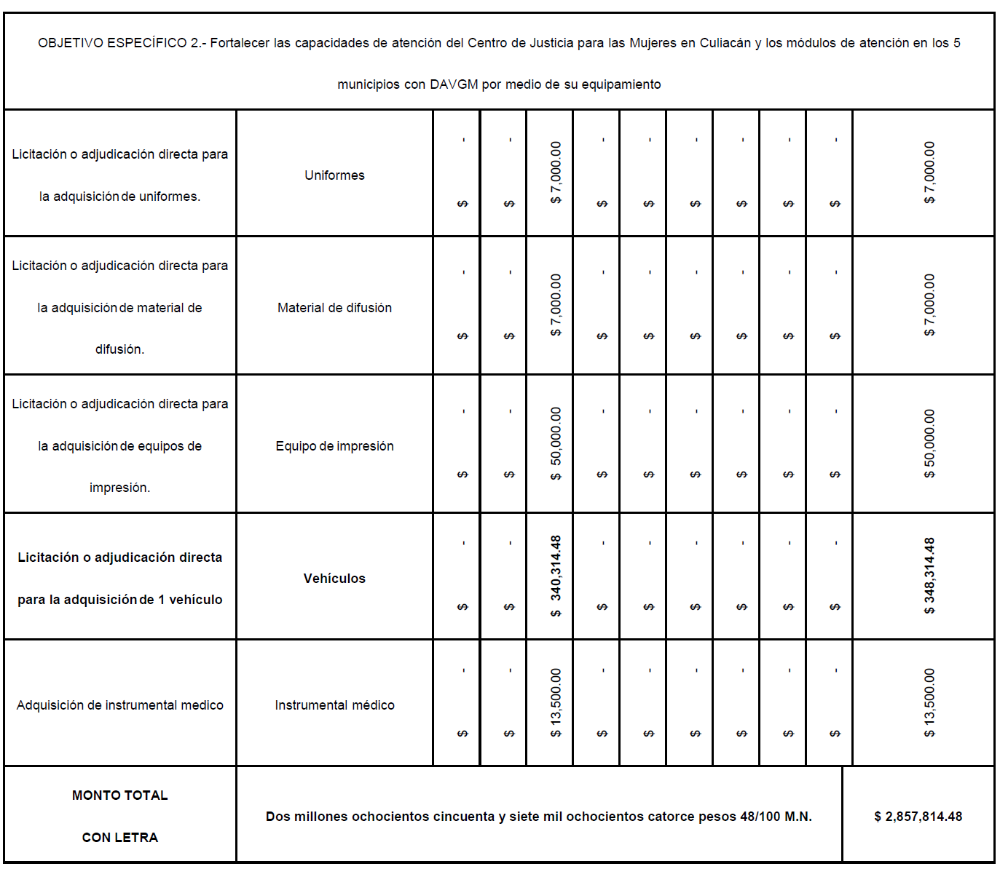 OBJETIVO ESPECÍFICO 2.- Fortalecer las capacidades de atención del Centro de Justicia para las Mujeres en Culiacán y los módulos de atención en los 5
municipios con DAVGM por medio de su equipamiento
Licitación o adjudicación directa para
la adquisición de uniformes.
Uniformes
$ -
$ -
$ 7,000.00
$ -
$ -
$ -
$ -
$ -
$ -
$ 7,000.00
Licitación o adjudicación directa para
la adquisición de material de
difusión.
Material de difusión
$ -
$ -
$ 7,000.00
$ -
$ -
$ -
$ -
$ -
$ -
$ 7,000.00
Licitación o adjudicación directa para
la adquisición de equipos de
impresión.
Equipo de impresión
$ -
$ -
$ 50,000.00
$ -
$ -
$ -
$ -
$ -
$ -
$ 50,000.00
Licitación o adjudicación directa
para la adquisición de 1 vehículo
Vehículos
$ -
$ -
$ 340,314.48
$ -
$ -
$ -
$ -
$ -
$ -
$ 348,314.48
Adquisición de instrumental medico
Instrumental médico
$ -
$ -
$ 13,500.00
$ -
$ -
$ -
$ -
$ -
$ -
$ 13,500.00
MONTO TOTAL
CON LETRA
Dos millones ochocientos cincuenta y siete mil ochocientos catorce pesos 48/100 M.N.
$ 2,857,814.48